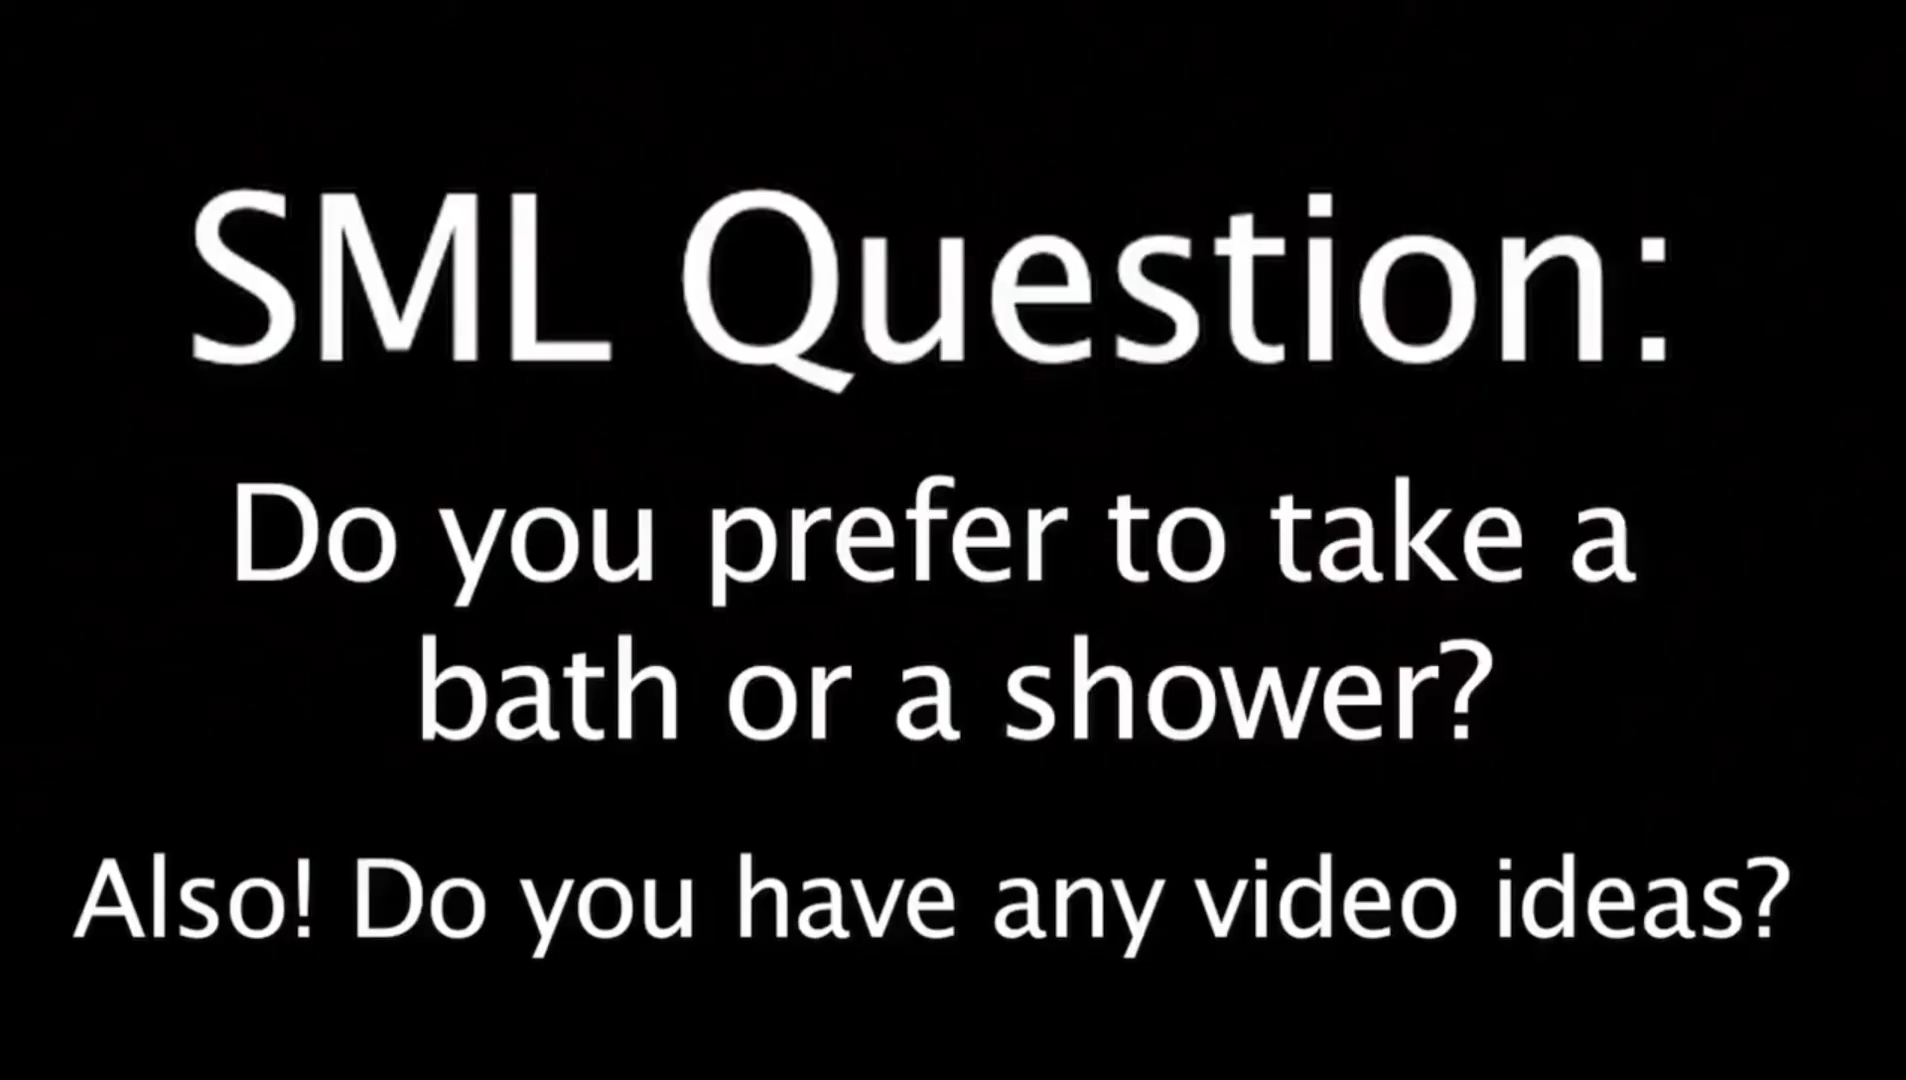 SML Question:
Do you prefer to take a
bath or a shower?
Also! Do you have any video ideas?